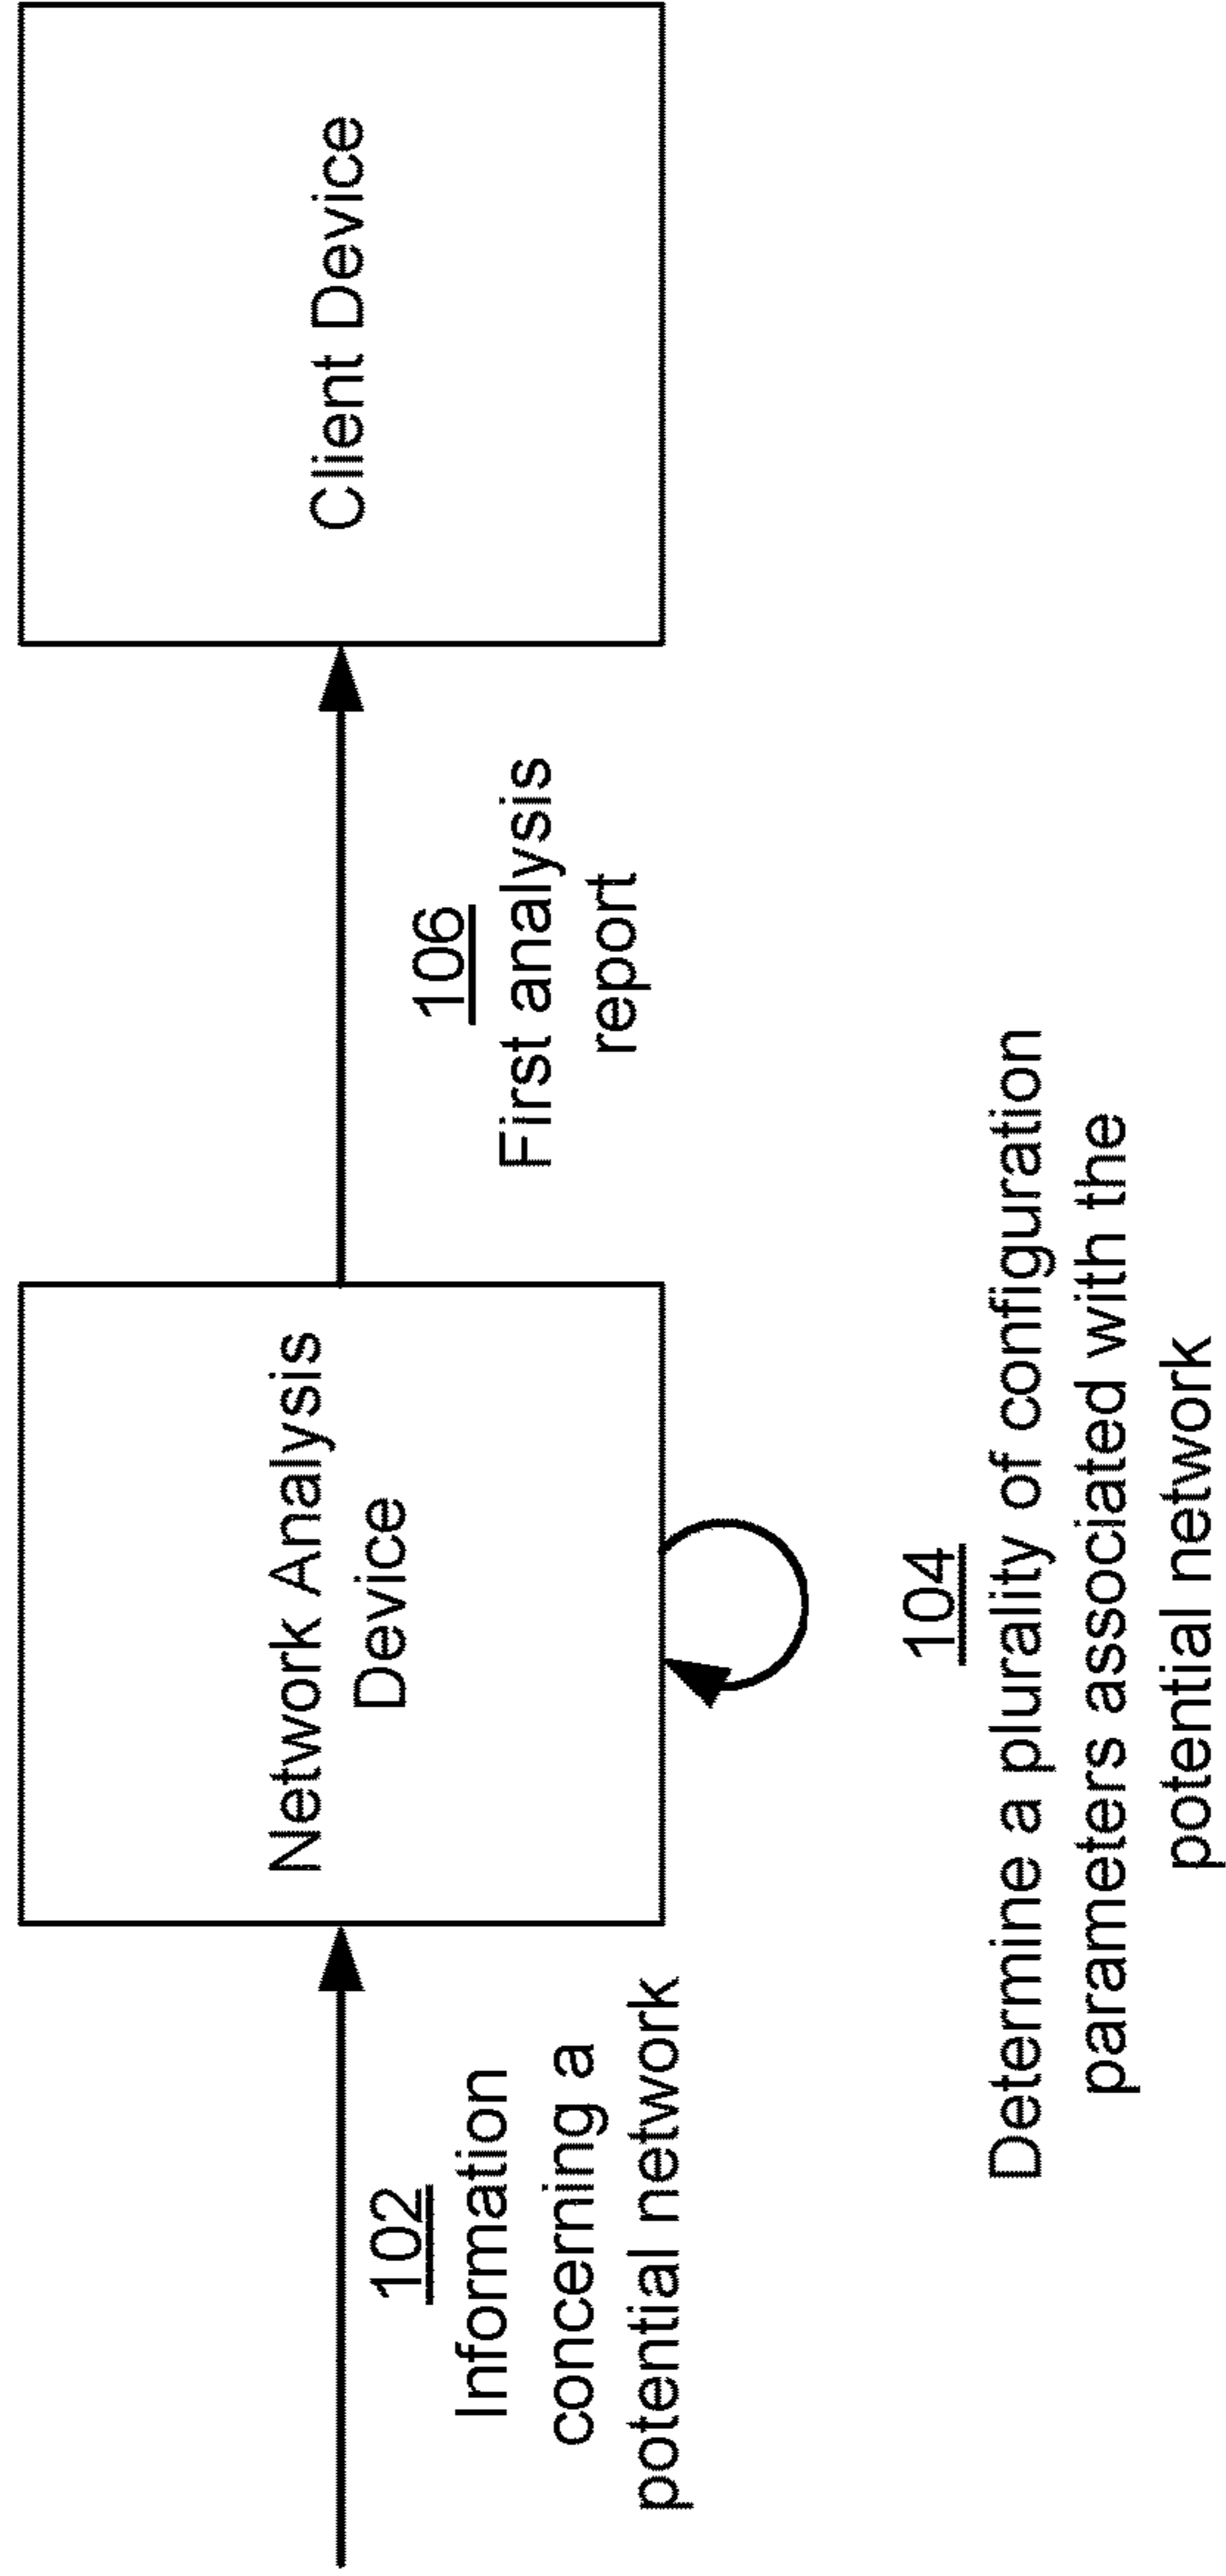 102
Information
concerning a
potential network
Network Analysis
Device
104
Determine a plurality of configuration
parameters associated with the
potential network
106
First analysis
report
Client Device